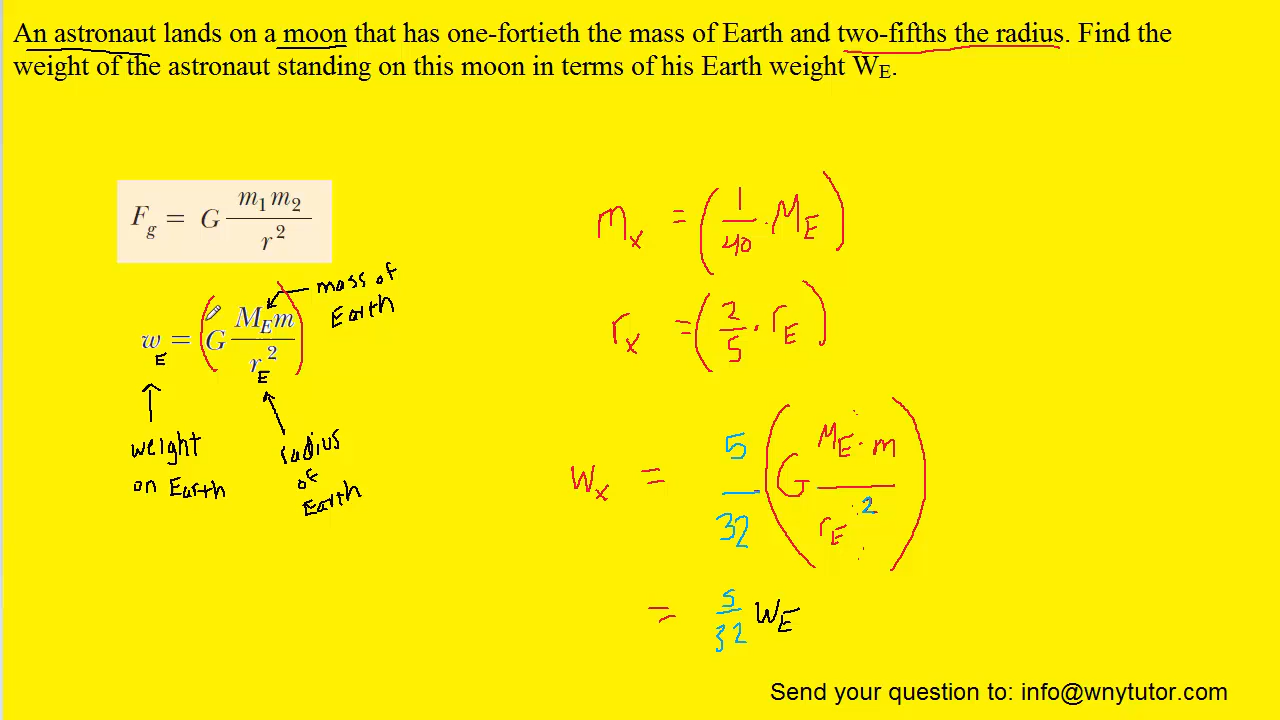 An astronaut lands on a moon that has one-fortieth the mass of Earth and two-fifths the radius. Find the
weight of the astronaut standing on this moon in terms of his Earth weight W_E.
F_g = G m_1 m_2 / r^2
mass of
Earth
w_E = (G M_E m / r_E^2)
weight
on Earth
radius
of
Earth
m_x = (1/40 · M_E)
r_x = (2/5 · r_E)
w_x = 5/32 (G M_E · m / r_E^2)
= 5/32 W_E
Send your question to: info@wnytutor.com